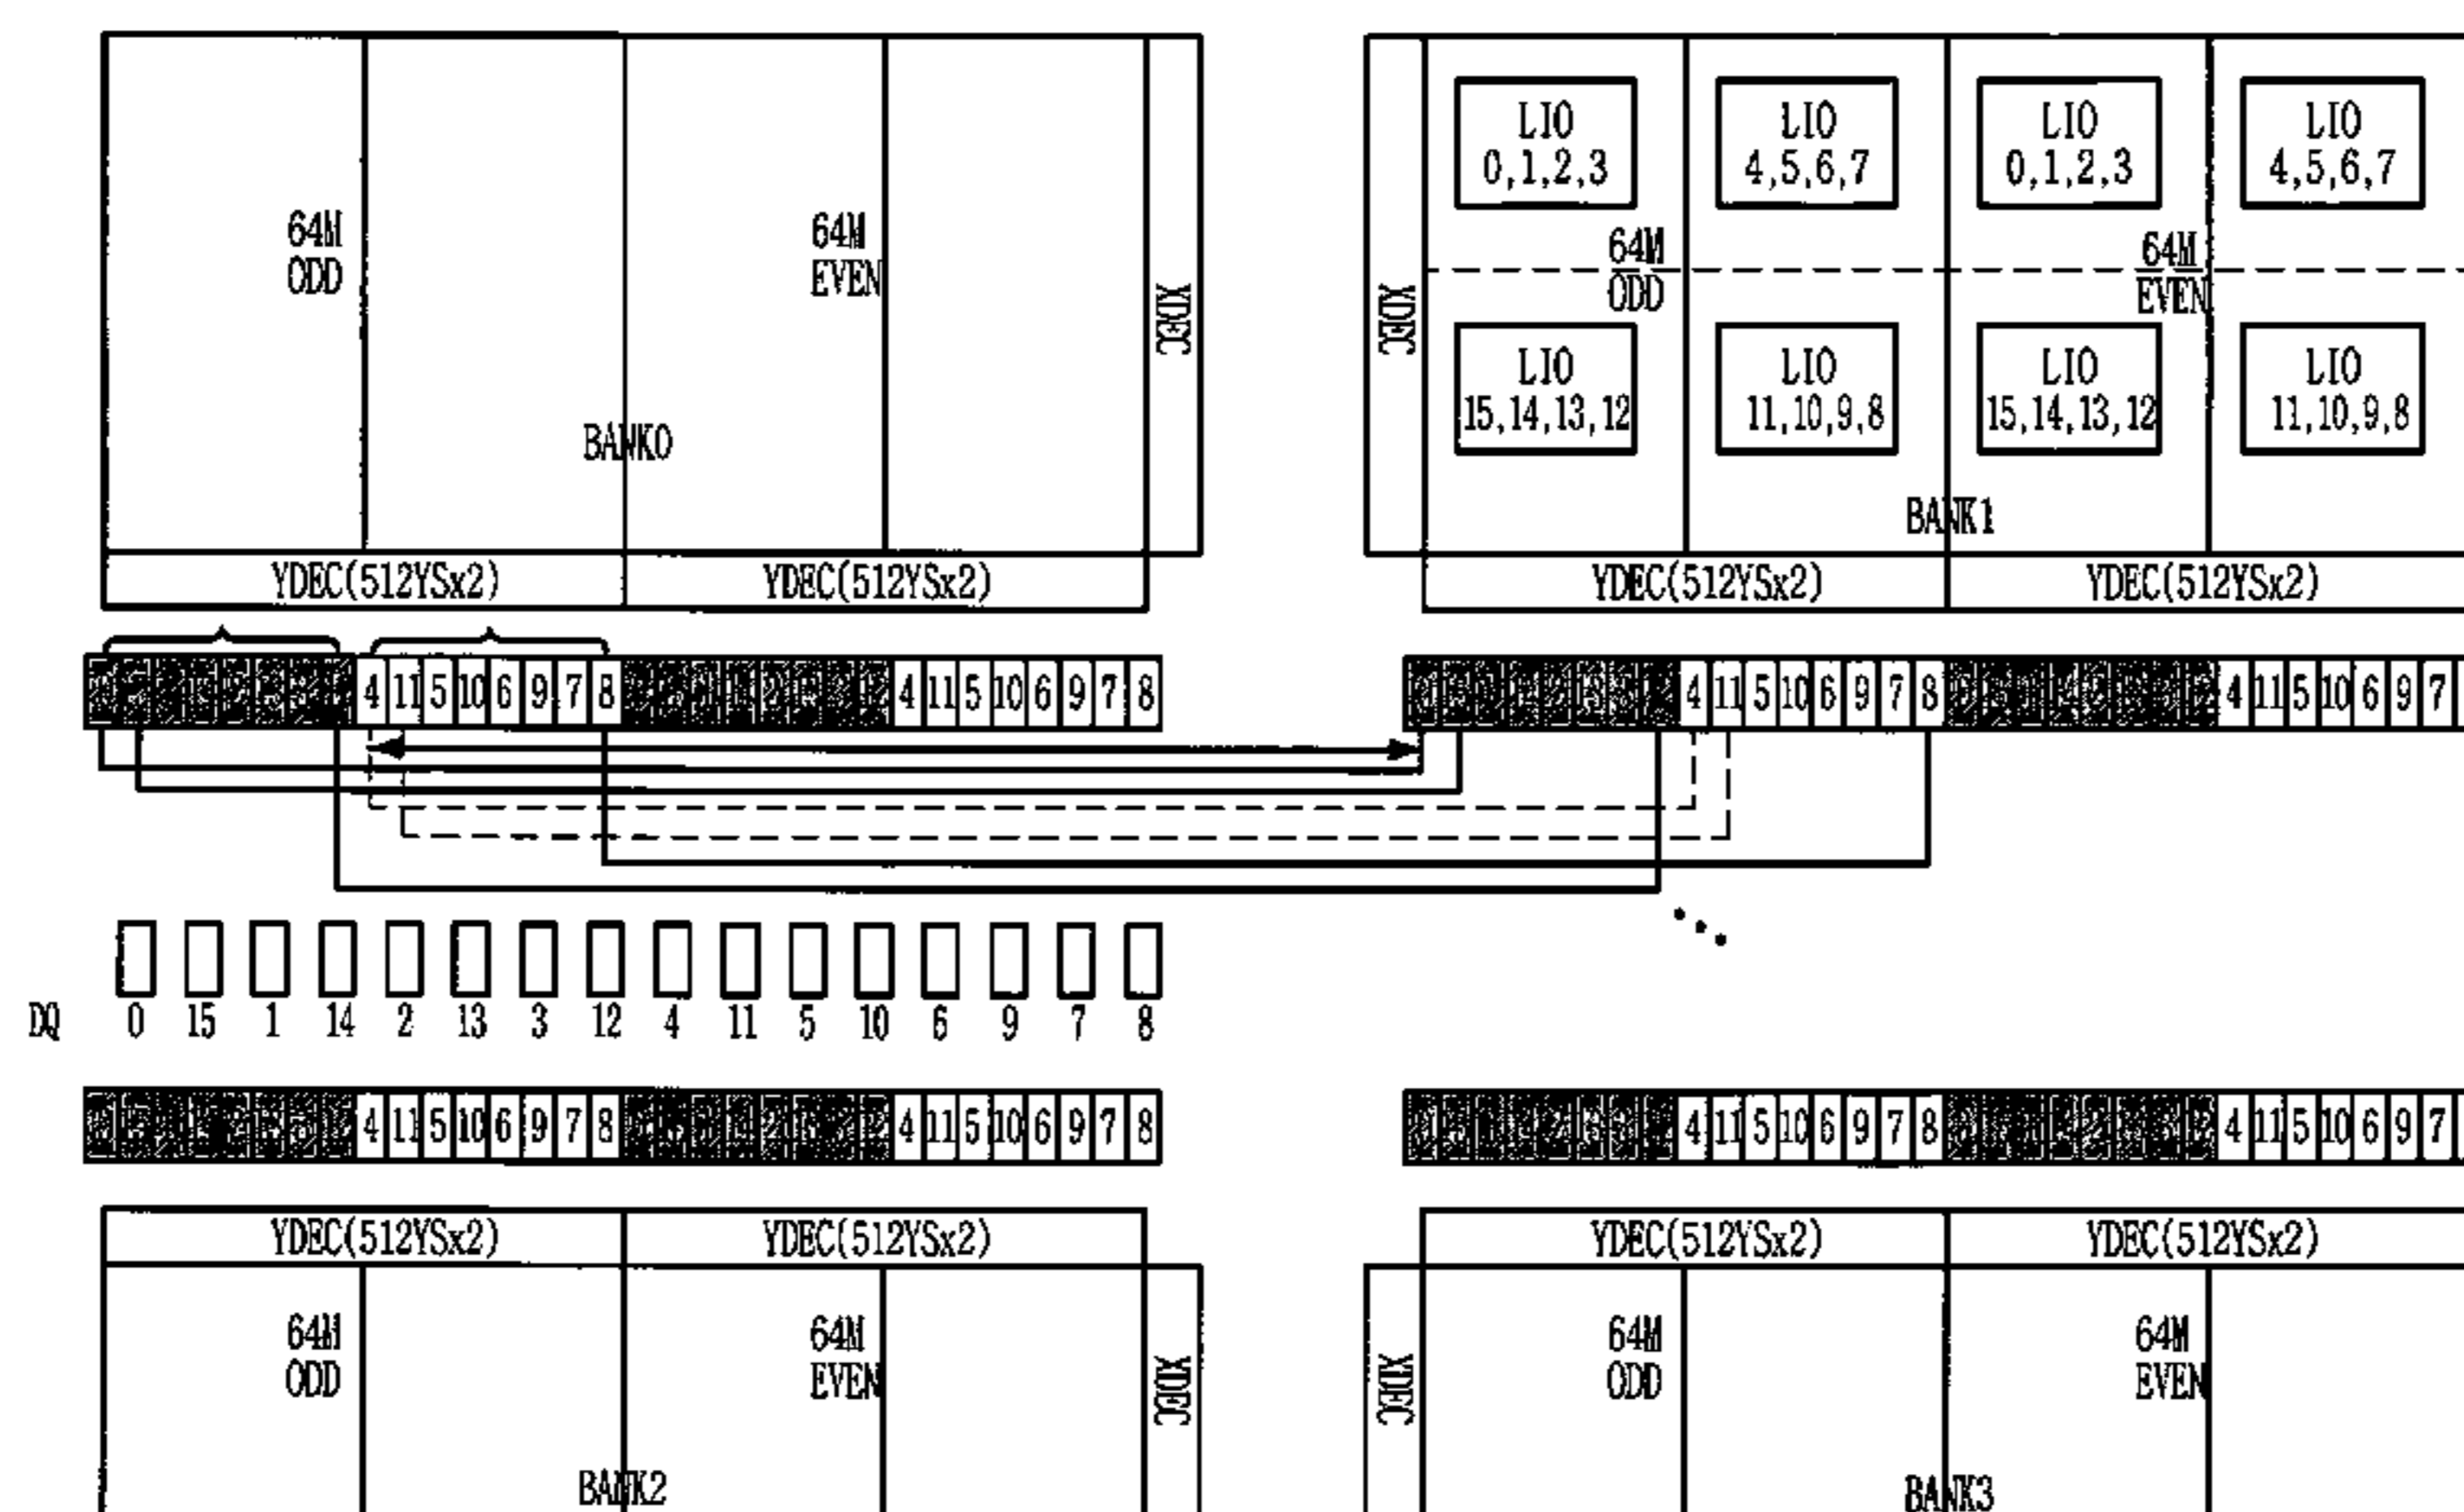 64M
ODD
64M
EVEN
XDEC
BANK0
YDEC(512YSx2)
YDEC(512YSx2)
XDEC
LIO
0,1,2,3
LIO
4,5,6,7
LIO
0,1,2,3
LIO
4,5,6,7
64M
ODD
64M
EVEN
LIO
15,14,13,12
LIO
11,10,9,8
LIO
15,14,13,12
LIO
11,10,9,8
BANK1
YDEC(512YSx2)
YDEC(512YSx2)
4 11 5 10 6 9 7 8
4 11 5 10 6 9 7 8
4 11 5 10 6 9 7 8
4 11 5 10 6 9 7
DQ 0 15 1 14 2 13 3 12 4 11 5 10 6 9 7 8
4 11 5 10 6 9 7 8
4 11 5 10 6 9 7 8
4 11 5 10 6 9 7 8
4 11 5 10 6 9 7
YDEC(512YSx2)
YDEC(512YSx2)
64M
ODD
64M
EVEN
XDEC
BANK2
YDEC(512YSx2)
YDEC(512YSx2)
XDEC
64M
ODD
64M
EVEN
BANK3